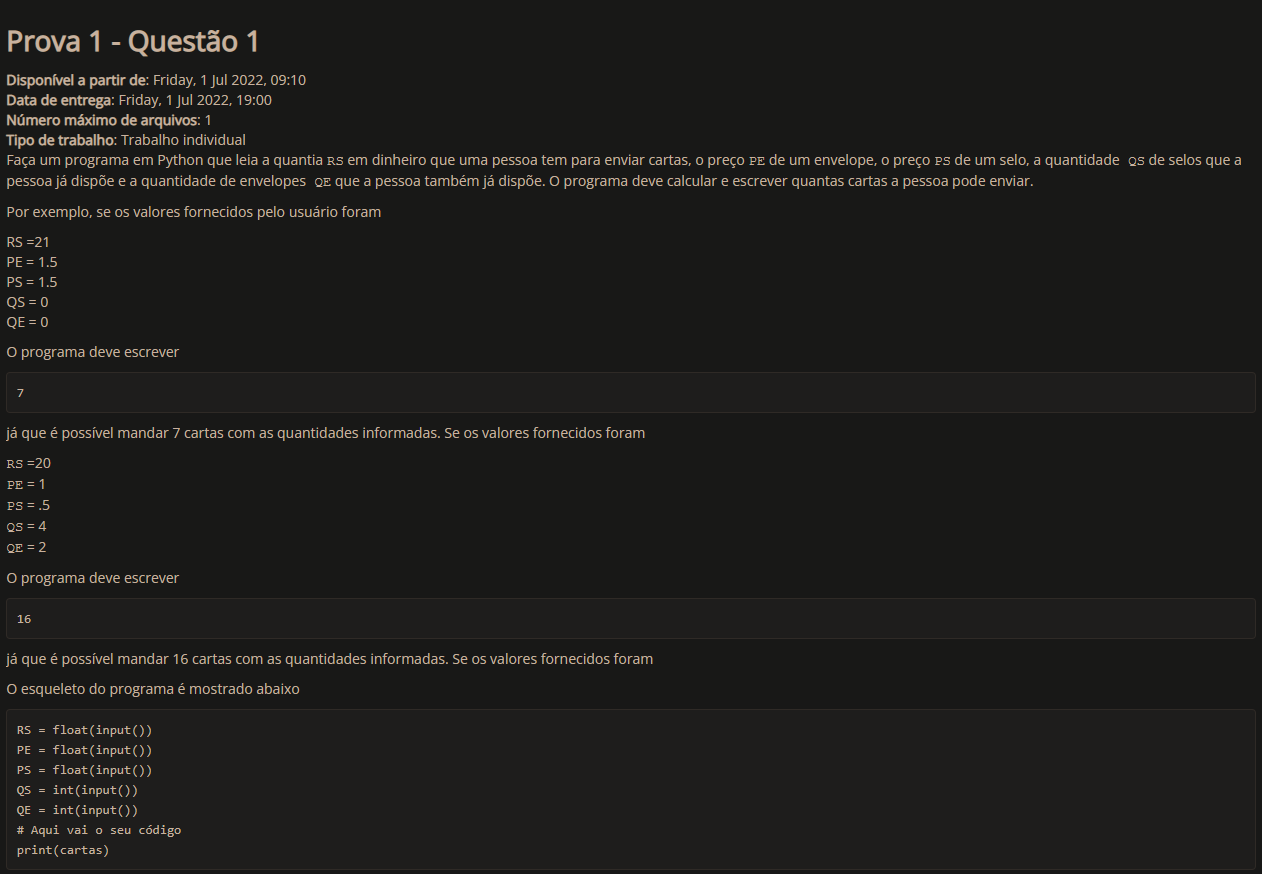 Prova 1 - Questão 1
Disponível a partir de: Friday, 1 Jul 2022, 09:10
Data de entrega: Friday, 1 Jul 2022, 19:00
Número máximo de arquivos: 1
Tipo de trabalho: Trabalho individual
Faça um programa em Python que leia a quantia RS em dinheiro que uma pessoa tem para enviar cartas, o preço PE de um envelope, o preço PS de um selo, a quantidade QS de selos que a
pessoa já dispõe e a quantidade de envelopes QE que a pessoa também já dispõe. O programa deve calcular e escrever quantas cartas a pessoa pode enviar.
Por exemplo, se os valores fornecidos pelo usuário foram
RS =21
PE = 1.5
PS = 1.5
QS = 0
QE = 0
O programa deve escrever
7
já que é possível mandar 7 cartas com as quantidades informadas. Se os valores fornecidos foram
RS =20
PE = 1
PS = .5
QS = 4
QE = 2
O programa deve escrever
16
já que é possível mandar 16 cartas com as quantidades informadas. Se os valores fornecidos foram
O esqueleto do programa é mostrado abaixo
RS = float(input())
PE = float(input())
PS = float(input())
QS = int(input())
QE = int(input())
# Aqui vai o seu código
print(cartas)